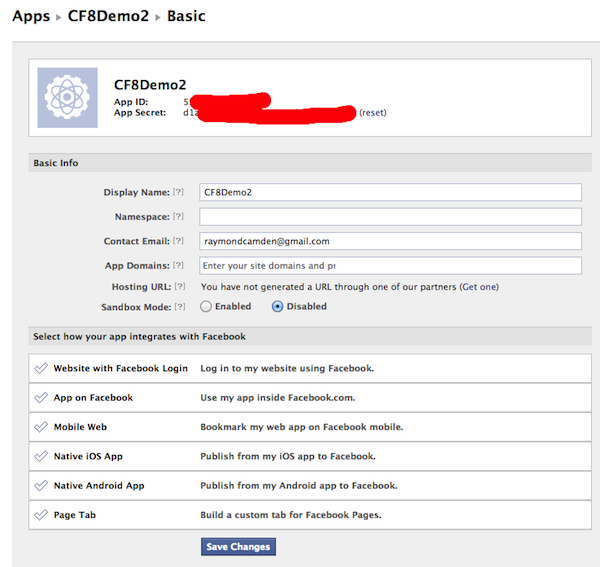 Apps ▸ CF8Demo2 ▸ Basic
CF8Demo2
App ID: 5
App Secret: d1 (reset)
Basic Info
Display Name: [?] CF8Demo2
Namespace: [?]
Contact Email: [?] raymondcamden@gmail.com
App Domains: [?] Enter your site domains and pr
Hosting URL: [?] You have not generated a URL through one of our partners (Get one)
Sandbox Mode: [?] Enabled Disabled
Select how your app integrates with Facebook
Website with Facebook Login Log in to my website using Facebook.
App on Facebook Use my app inside Facebook.com.
Mobile Web Bookmark my web app on Facebook mobile.
Native iOS App Publish from my iOS app to Facebook.
Native Android App Publish from my Android app to Facebook.
Page Tab Build a custom tab for Facebook Pages.
Save Changes